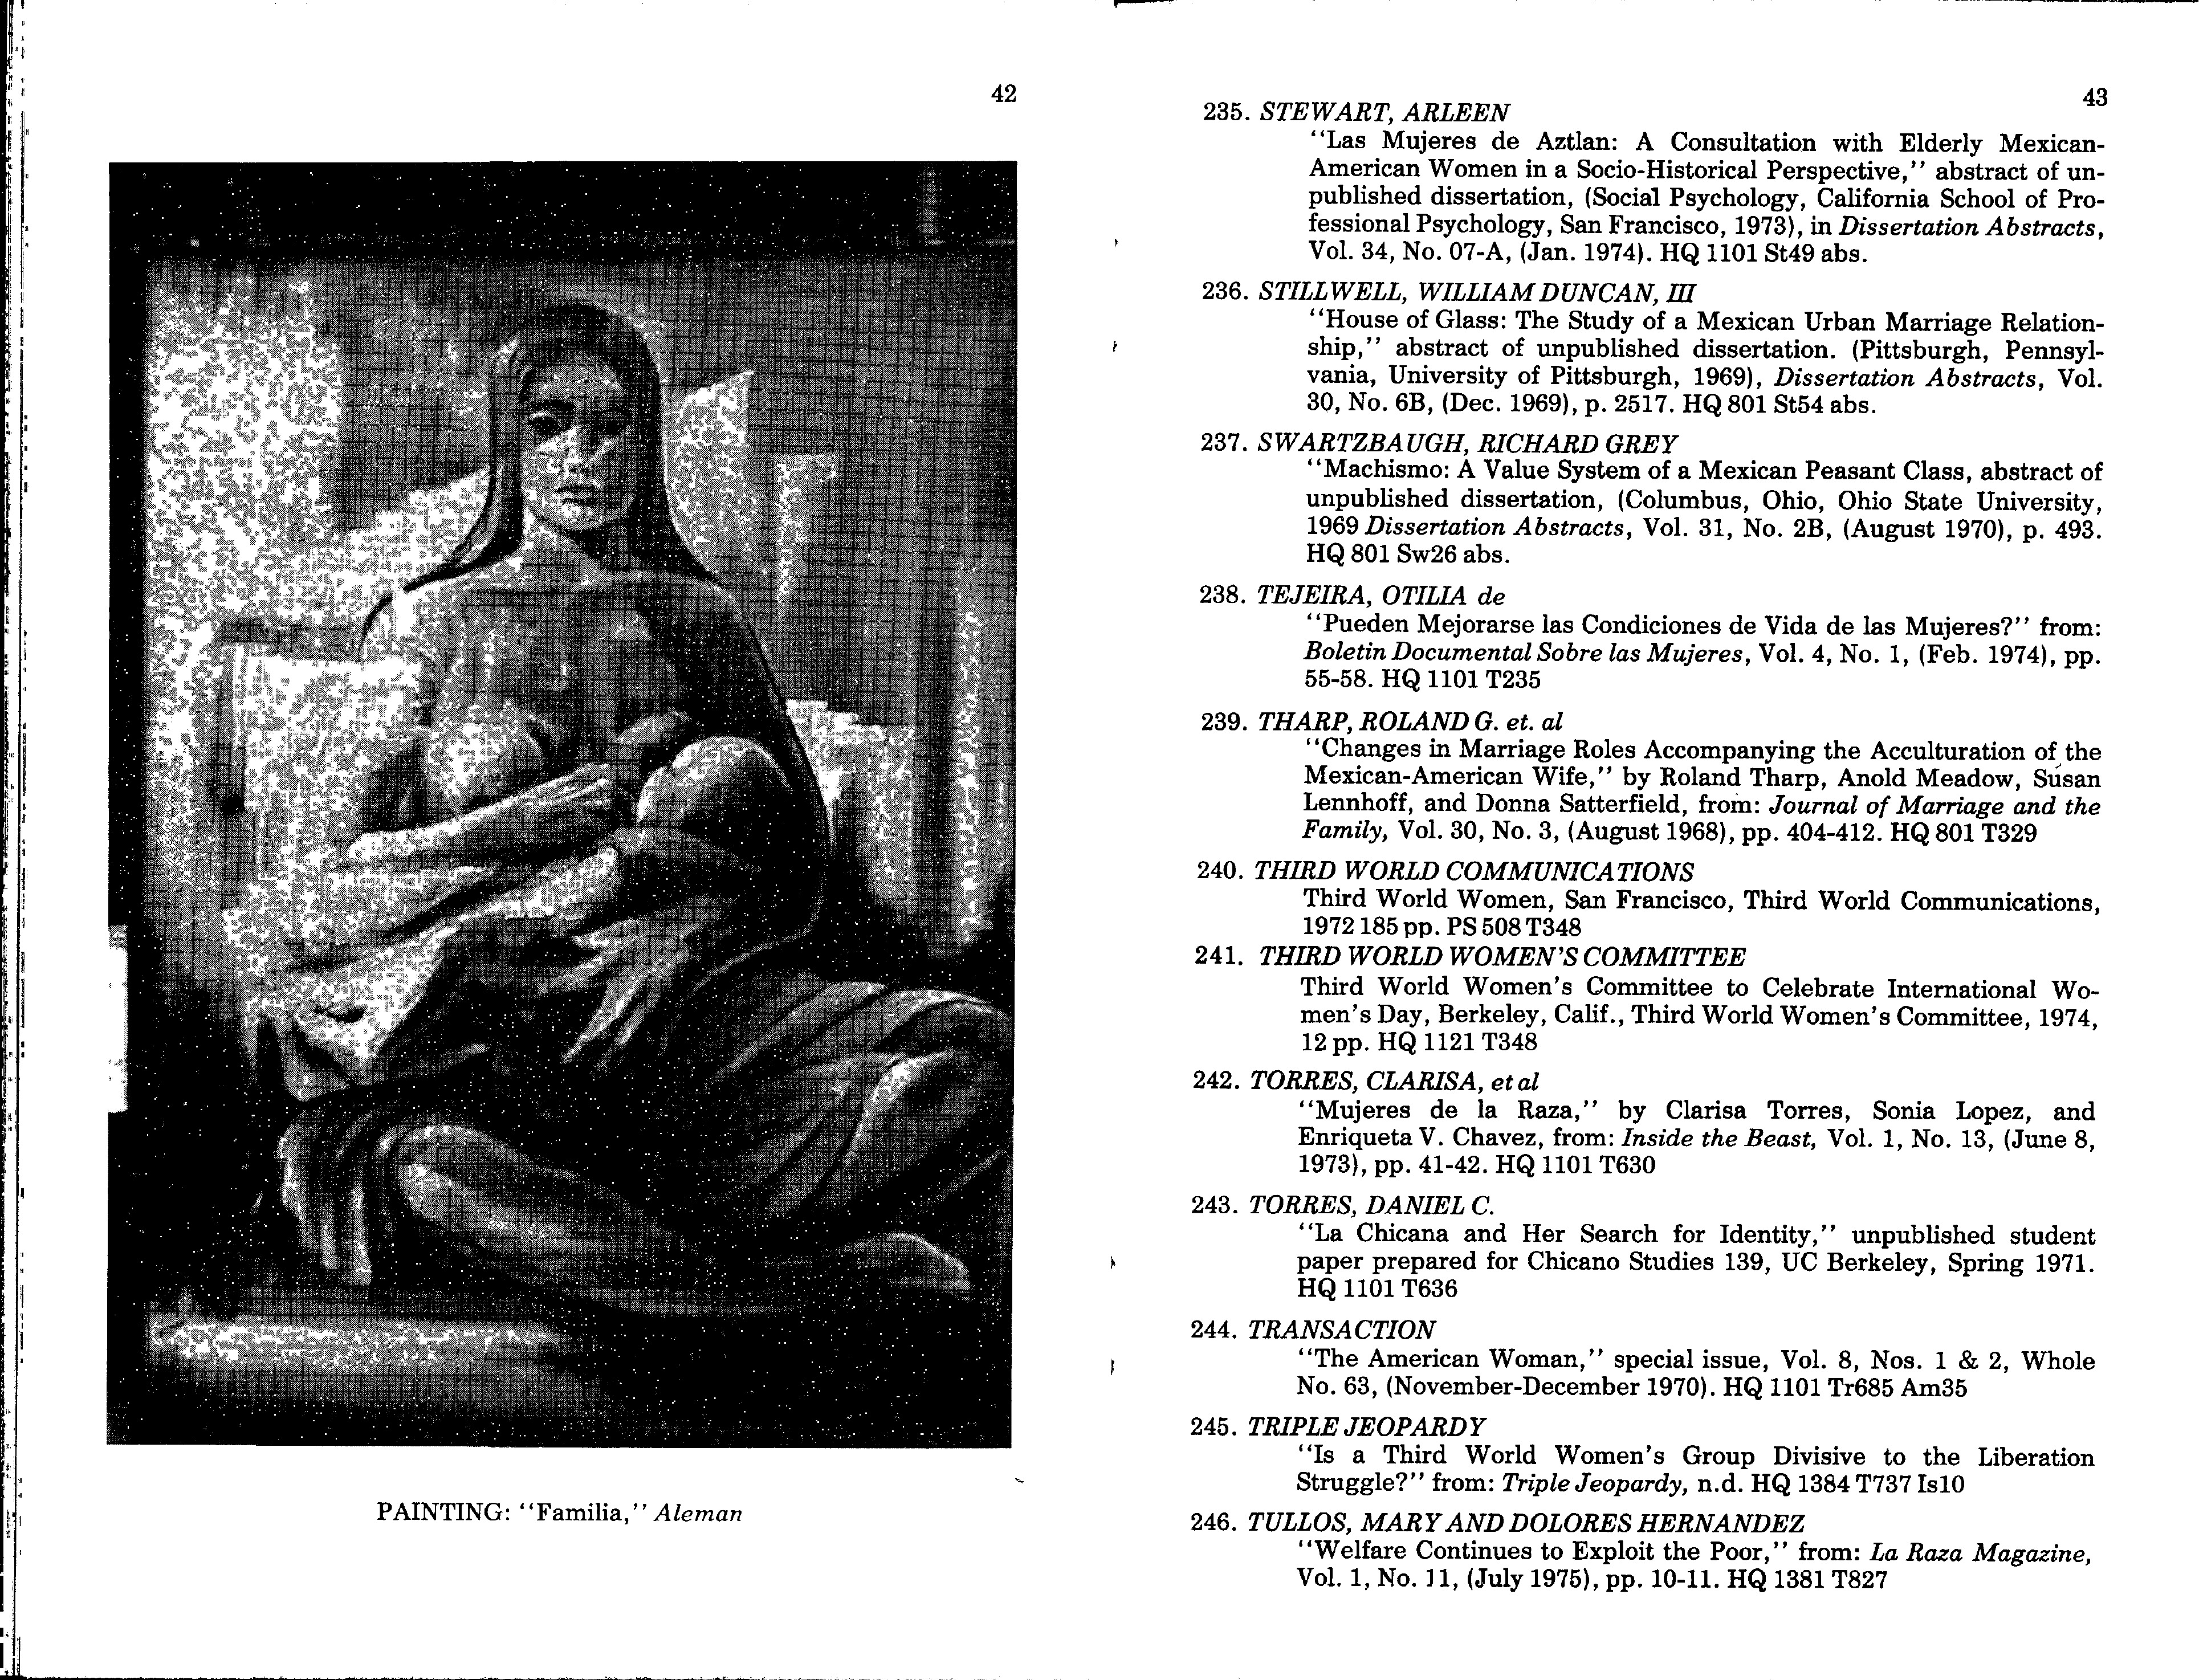 42
PAINTING: “Familia,” Aleman
43
235. STEWART, ARLEEN
“Las Mujeres de Aztlan: A Consultation with Elderly Mexican-
American Women in a Socio-Historical Perspective,” abstract of un-
published dissertation, (Social Psychology, California School of Pro-
fessional Psychology, San Francisco, 1973), in Dissertation Abstracts,
Vol. 34, No. 07-A, (Jan. 1974). HQ 1101 St49 abs.
236. STILLWELL, WILLIAM DUNCAN, III
“House of Glass: The Study of a Mexican Urban Marriage Relation-
ship,” abstract of unpublished dissertation. (Pittsburgh, Pennsyl-
vania, University of Pittsburgh, 1969), Dissertation Abstracts, Vol.
30, No. 6B, (Dec. 1969), p. 2517. HQ 801 St54 abs.
237. SWARTZBAUGH, RICHARD GREY
“Machismo: A Value System of a Mexican Peasant Class, abstract of
unpublished dissertation, (Columbus, Ohio, Ohio State University,
1969 Dissertation Abstracts, Vol. 31, No. 2B, (August 1970), p. 493.
HQ 801 Sw26 abs.
238. TEJEIRA, OTILIA de
“Pueden Mejorarse las Condiciones de Vida de las Mujeres?” from:
Boletin Documental Sobre las Mujeres, Vol. 4, No. 1, (Feb. 1974), pp.
55-58. HQ 1101 T235
239. THARP, ROLAND G. et. al
“Changes in Marriage Roles Accompanying the Acculturation of the
Mexican-American Wife,” by Roland Tharp, Anold Meadow, Susan
Lennhoff, and Donna Satterfield, from: Journal of Marriage and the
Family, Vol. 30, No. 3, (August 1968), pp. 404-412. HQ 801 T329
240. THIRD WORLD COMMUNICATIONS
Third World Women, San Francisco, Third World Communications,
1972 185 pp. PS 508 T348
241. THIRD WORLD WOMEN'S COMMITTEE
Third World Women's Committee to Celebrate International Wo-
men's Day, Berkeley, Calif., Third World Women's Committee, 1974,
12 pp. HQ 1121 T348
242. TORRES, CLARISA, et al
“Mujeres de la Raza,” by Clarisa Torres, Sonia Lopez, and
Enriqueta V. Chavez, from: Inside the Beast, Vol. 1, No. 13, (June 8,
1973), pp. 41-42. HQ 1101 T630
243. TORRES, DANIEL C.
“La Chicana and Her Search for Identity,” unpublished student
paper prepared for Chicano Studies 139, UC Berkeley, Spring 1971.
HQ 1101 T636
244. TRANSACTION
“The American Woman,” special issue, Vol. 8, Nos. 1 & 2, Whole
No. 63, (November-December 1970). HQ 1101 Tr685 Am35
245. TRIPLE JEOPARDY
“Is a Third World Women's Group Divisive to the Liberation
Struggle?” from: Triple Jeopardy, n.d. HQ 1384 T737 Is10
246. TULLOS, MARY AND DOLORES HERNANDEZ
“Welfare Continues to Exploit the Poor,” from: La Raza Magazine,
Vol. 1, No. 11, (July 1975), pp. 10-11. HQ 1381 T827